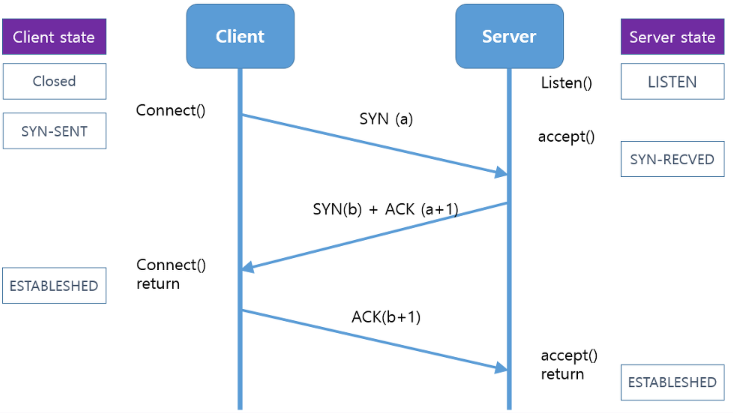 Client state
Client
Server
Server state
Closed
Listen()
LISTEN
Connect()
SYN (a)
SYN-SENT
accept()
SYN-RECVED
SYN(b) + ACK (a+1)
Connect()
return
ESTABLESHED
ACK(b+1)
accept()
return
ESTABLESHED